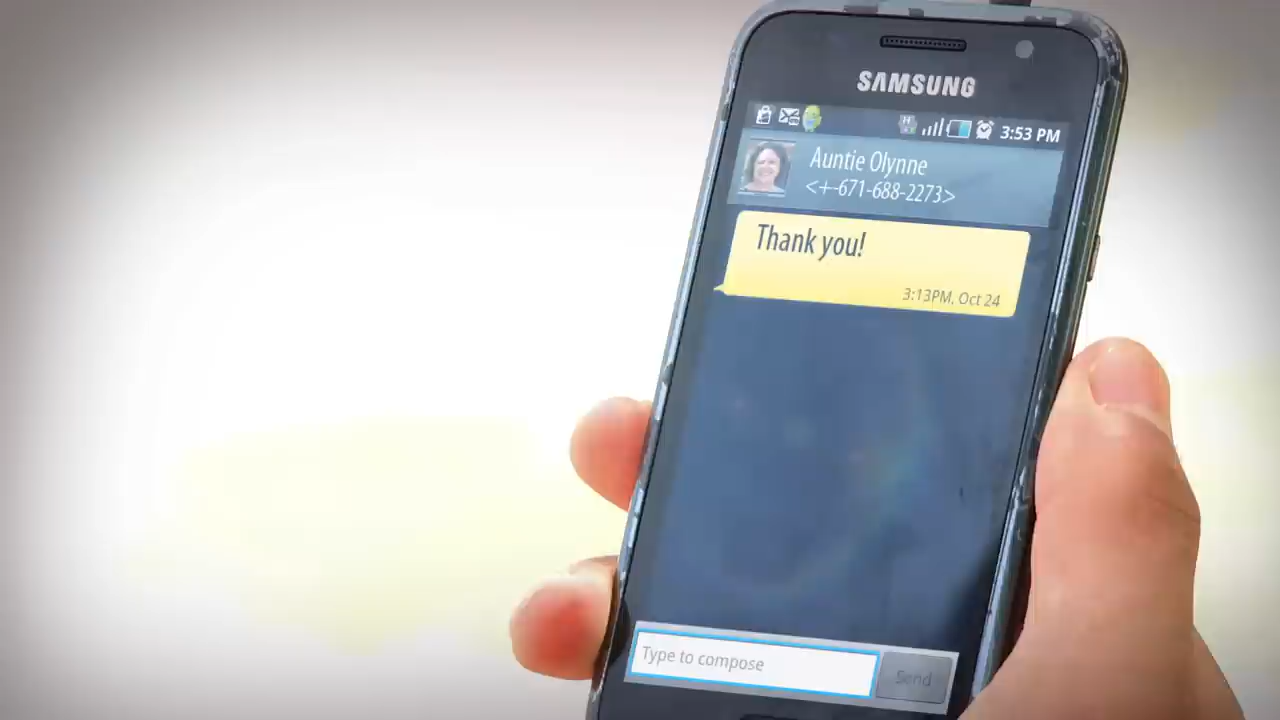 SAMSUNG
3:53 PM
Auntie Olynne
<+-671-688-2273>
Thank you!
3:13PM, Oct 24
Type to compose
Send